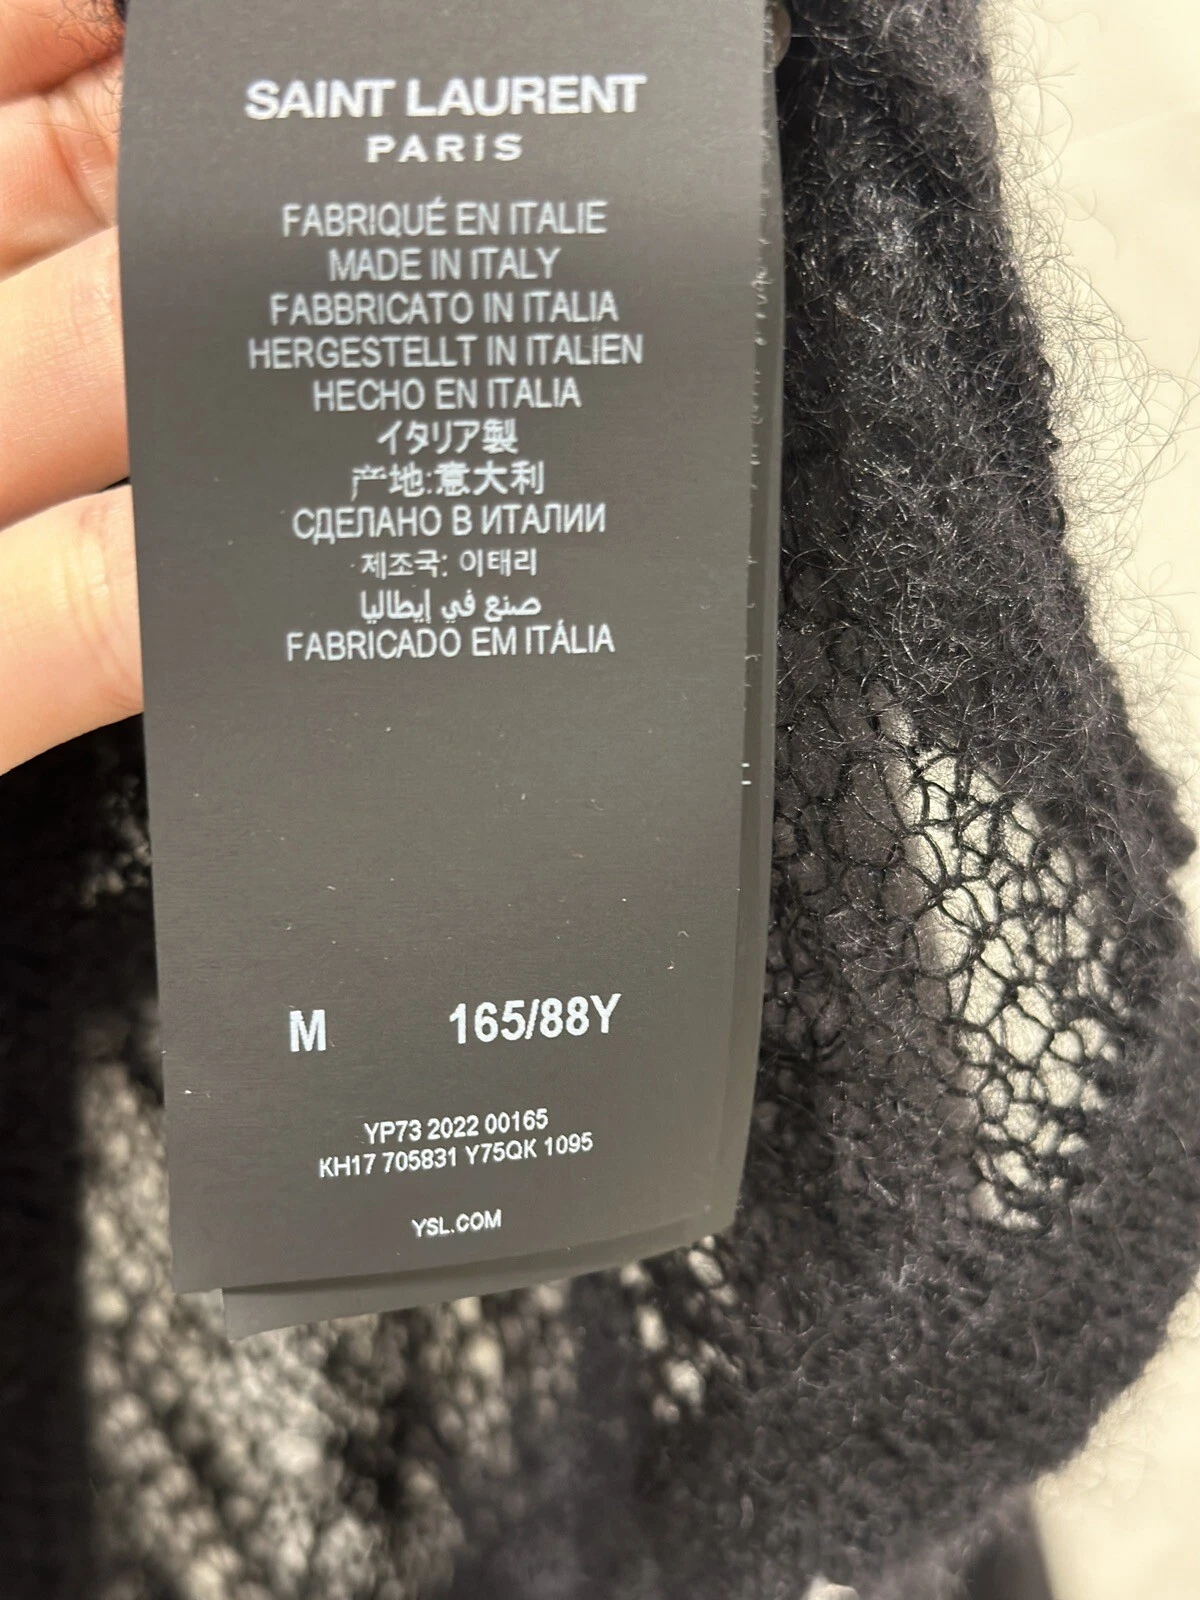 SAINT LAURENT
PARIS
FABRIQUÉ EN ITALIE
MADE IN ITALY
FABBRICATO IN ITALIA
HERGESTELLT IN ITALIEN
HECHO EN ITALIA
イタリア製
产地:意大利
СДЕЛАНО В ИТАЛИИ
제조국: 이태리
صنع في إيطاليا
FABRICADO EM ITÁLIA
M 165/88Y
YP73 2022 00165
KH17 705831 Y75QK 1095
YSL.COM